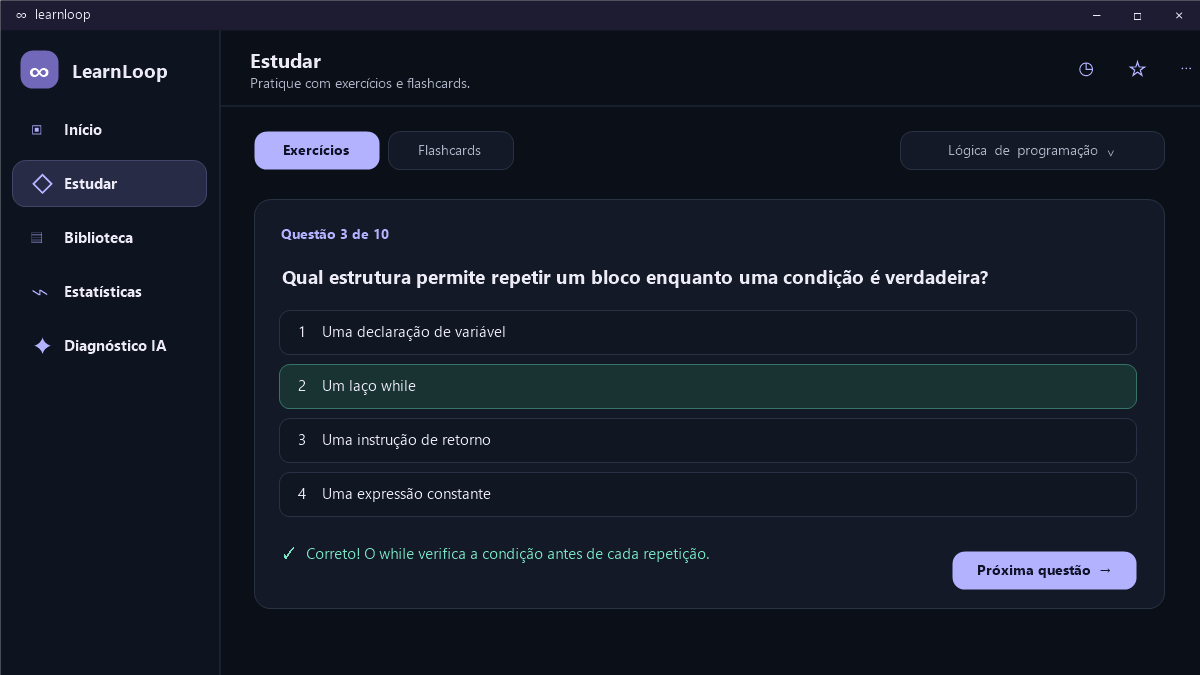 learnloop
LearnLoop
Início
Estudar
Biblioteca
Estatísticas
Diagnóstico IA
Estudar
Pratique com exercícios e flashcards.
Exercícios
Flashcards
Lógica de programação
Questão 3 de 10
Qual estrutura permite repetir um bloco enquanto uma condição é verdadeira?
1 Uma declaração de variável
2 Um laço while
3 Uma instrução de retorno
4 Uma expressão constante
✓ Correto! O while verifica a condição antes de cada repetição.
Próxima questão →